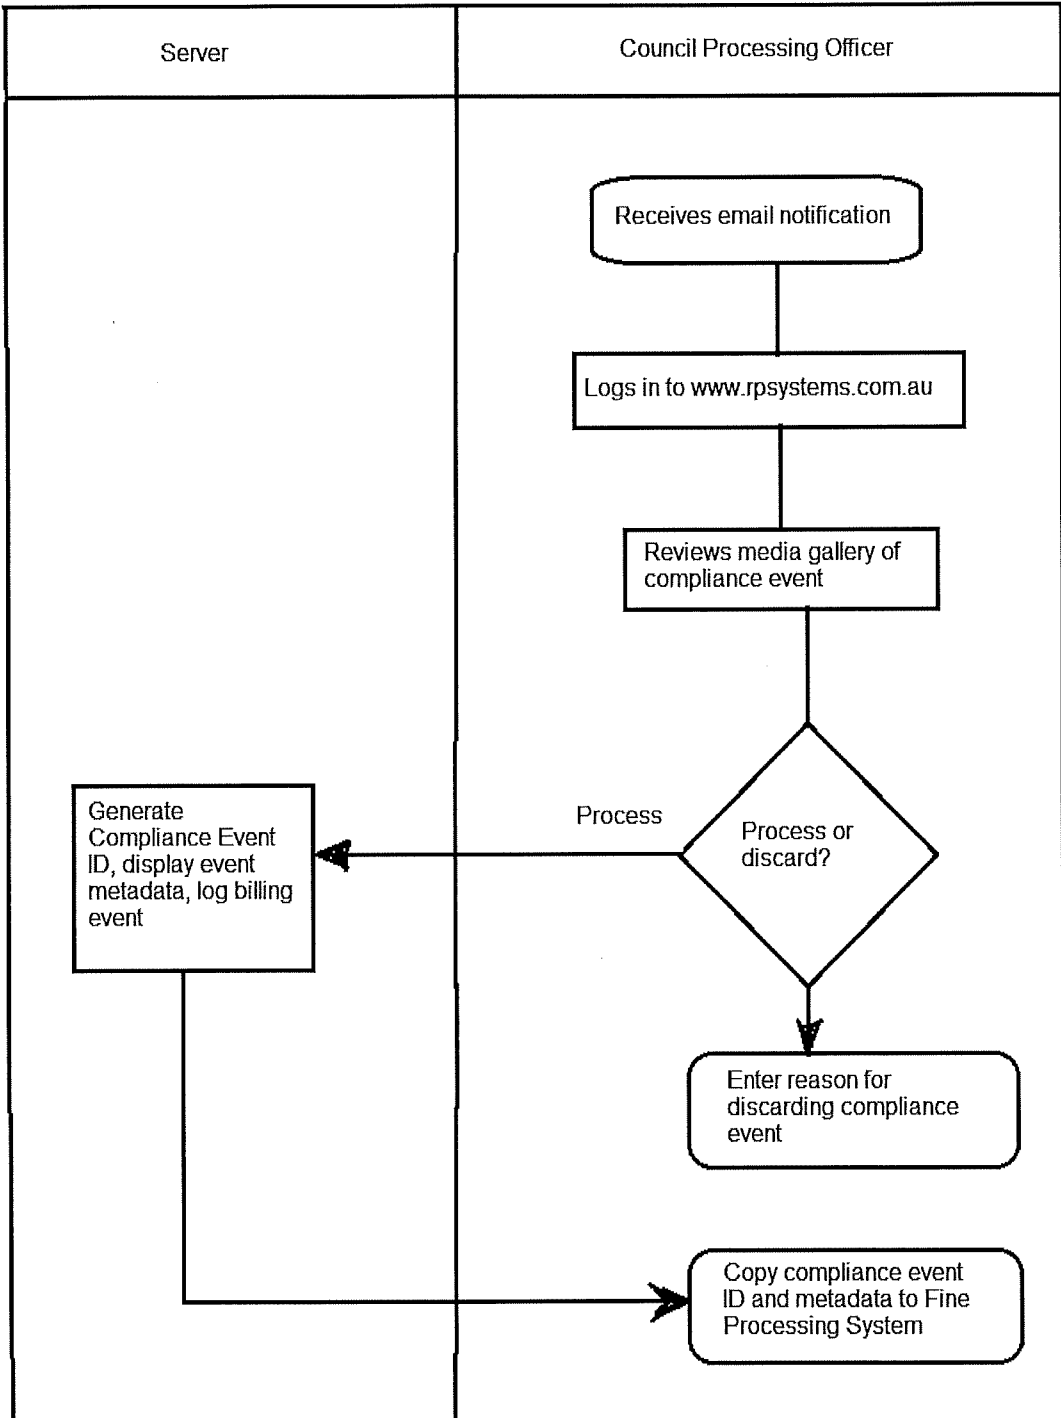 Server
Council Processing Officer
Receives email notification
Logs in to www.rpsystems.com.au
Reviews media gallery of
compliance event
Process or
discard?
Process
Generate
Compliance Event
ID, display event
metadata, log billing
event
Enter reason for
discarding compliance
event
Copy compliance event
ID and metadata to Fine
Processing System